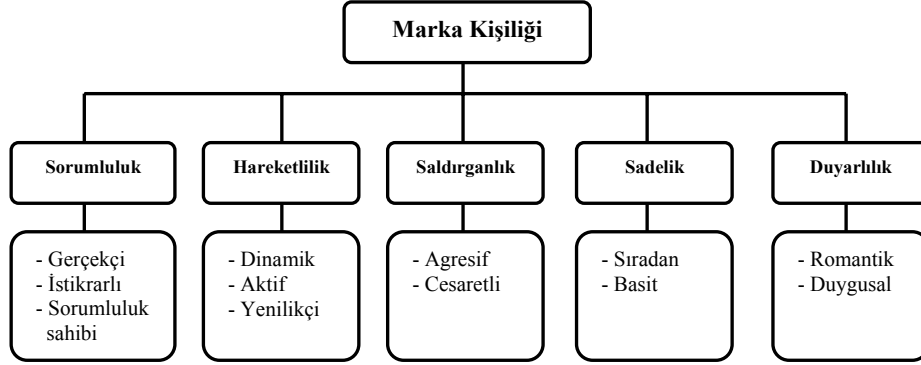 Marka Kişiliği
Sorumluluk
Hareketlilik
Saldırganlık
Sadelik
Duyarlılık
- Gerçekçi
- İstikrarlı
- Sorumluluk
sahibi
- Dinamik
- Aktif
- Yenilikçi
- Agresif
- Cesaretli
- Sıradan
- Basit
- Romantik
- Duygusal